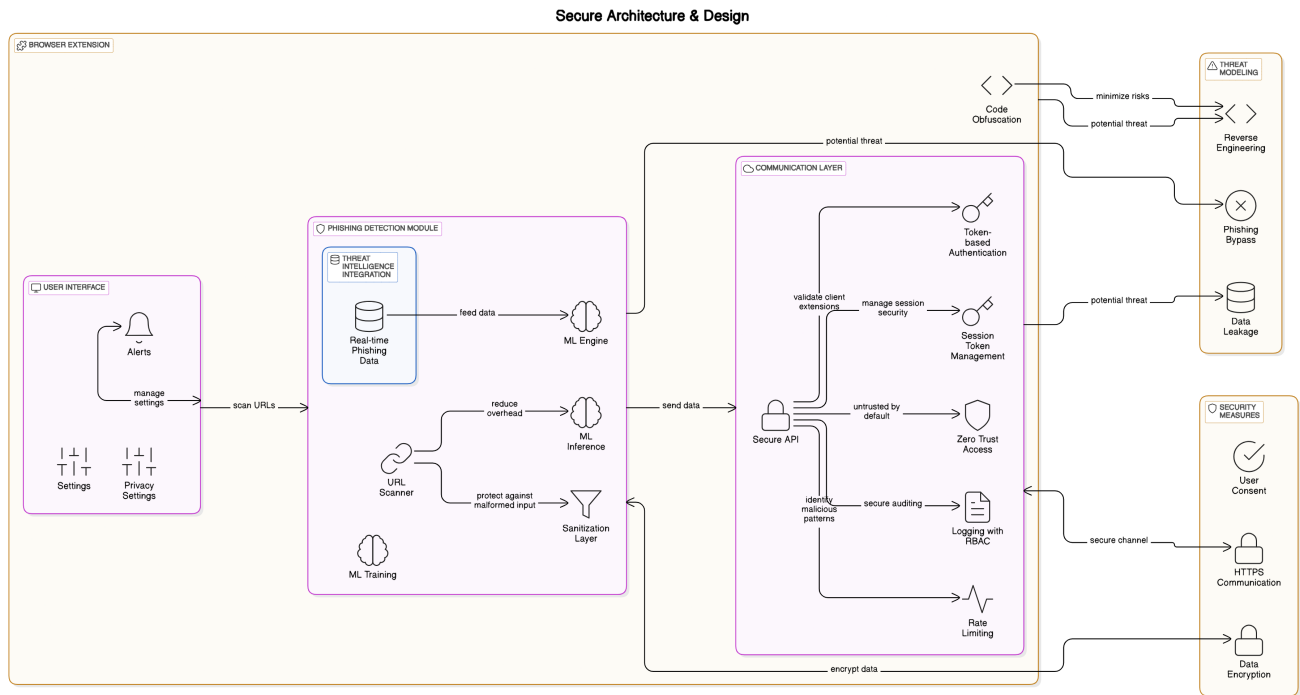 Secure Architecture & Design
BROWSER EXTENSION
Code
Obfuscation
minimize risks
potential threat
THREAT
MODELING
Reverse
Engineering
potential threat
Phishing
Bypass
potential threat
Data
Leakage
USER INTERFACE
Alerts
manage
settings
Settings
Privacy
Settings
scan URLs
PHISHING DETECTION MODULE
THREAT
INTELLIGENCE
INTEGRATION
Real-time
Phishing
Data
feed data
ML Engine
reduce
overhead
ML
Inference
URL
Scanner
protect against
malformed input
Sanitization
Layer
ML Training
send data
COMMUNICATION LAYER
Token-
based
Authentication
validate client
extensions
manage session
security
Session
Token
Management
Secure API
untrusted by
default
Zero Trust
Access
identify
malicious
patterns
secure auditing
Logging with
RBAC
Rate
Limiting
SECURITY
MEASURES
User
Consent
secure channel
HTTPS
Communication
encrypt data
Data
Encryption